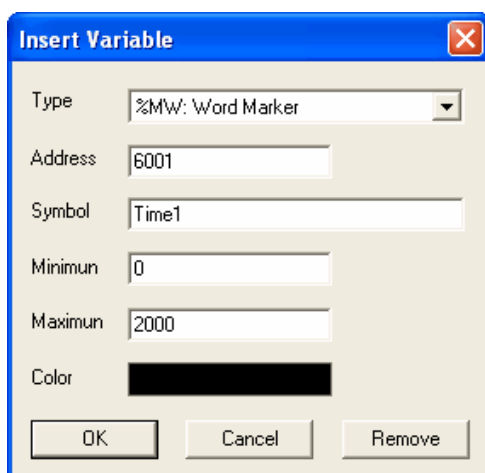 Insert Variable
Type %MW: Word Marker
Address 6001
Symbol Time1
Minimun 0
Maximun 2000
Color
OK Cancel Remove